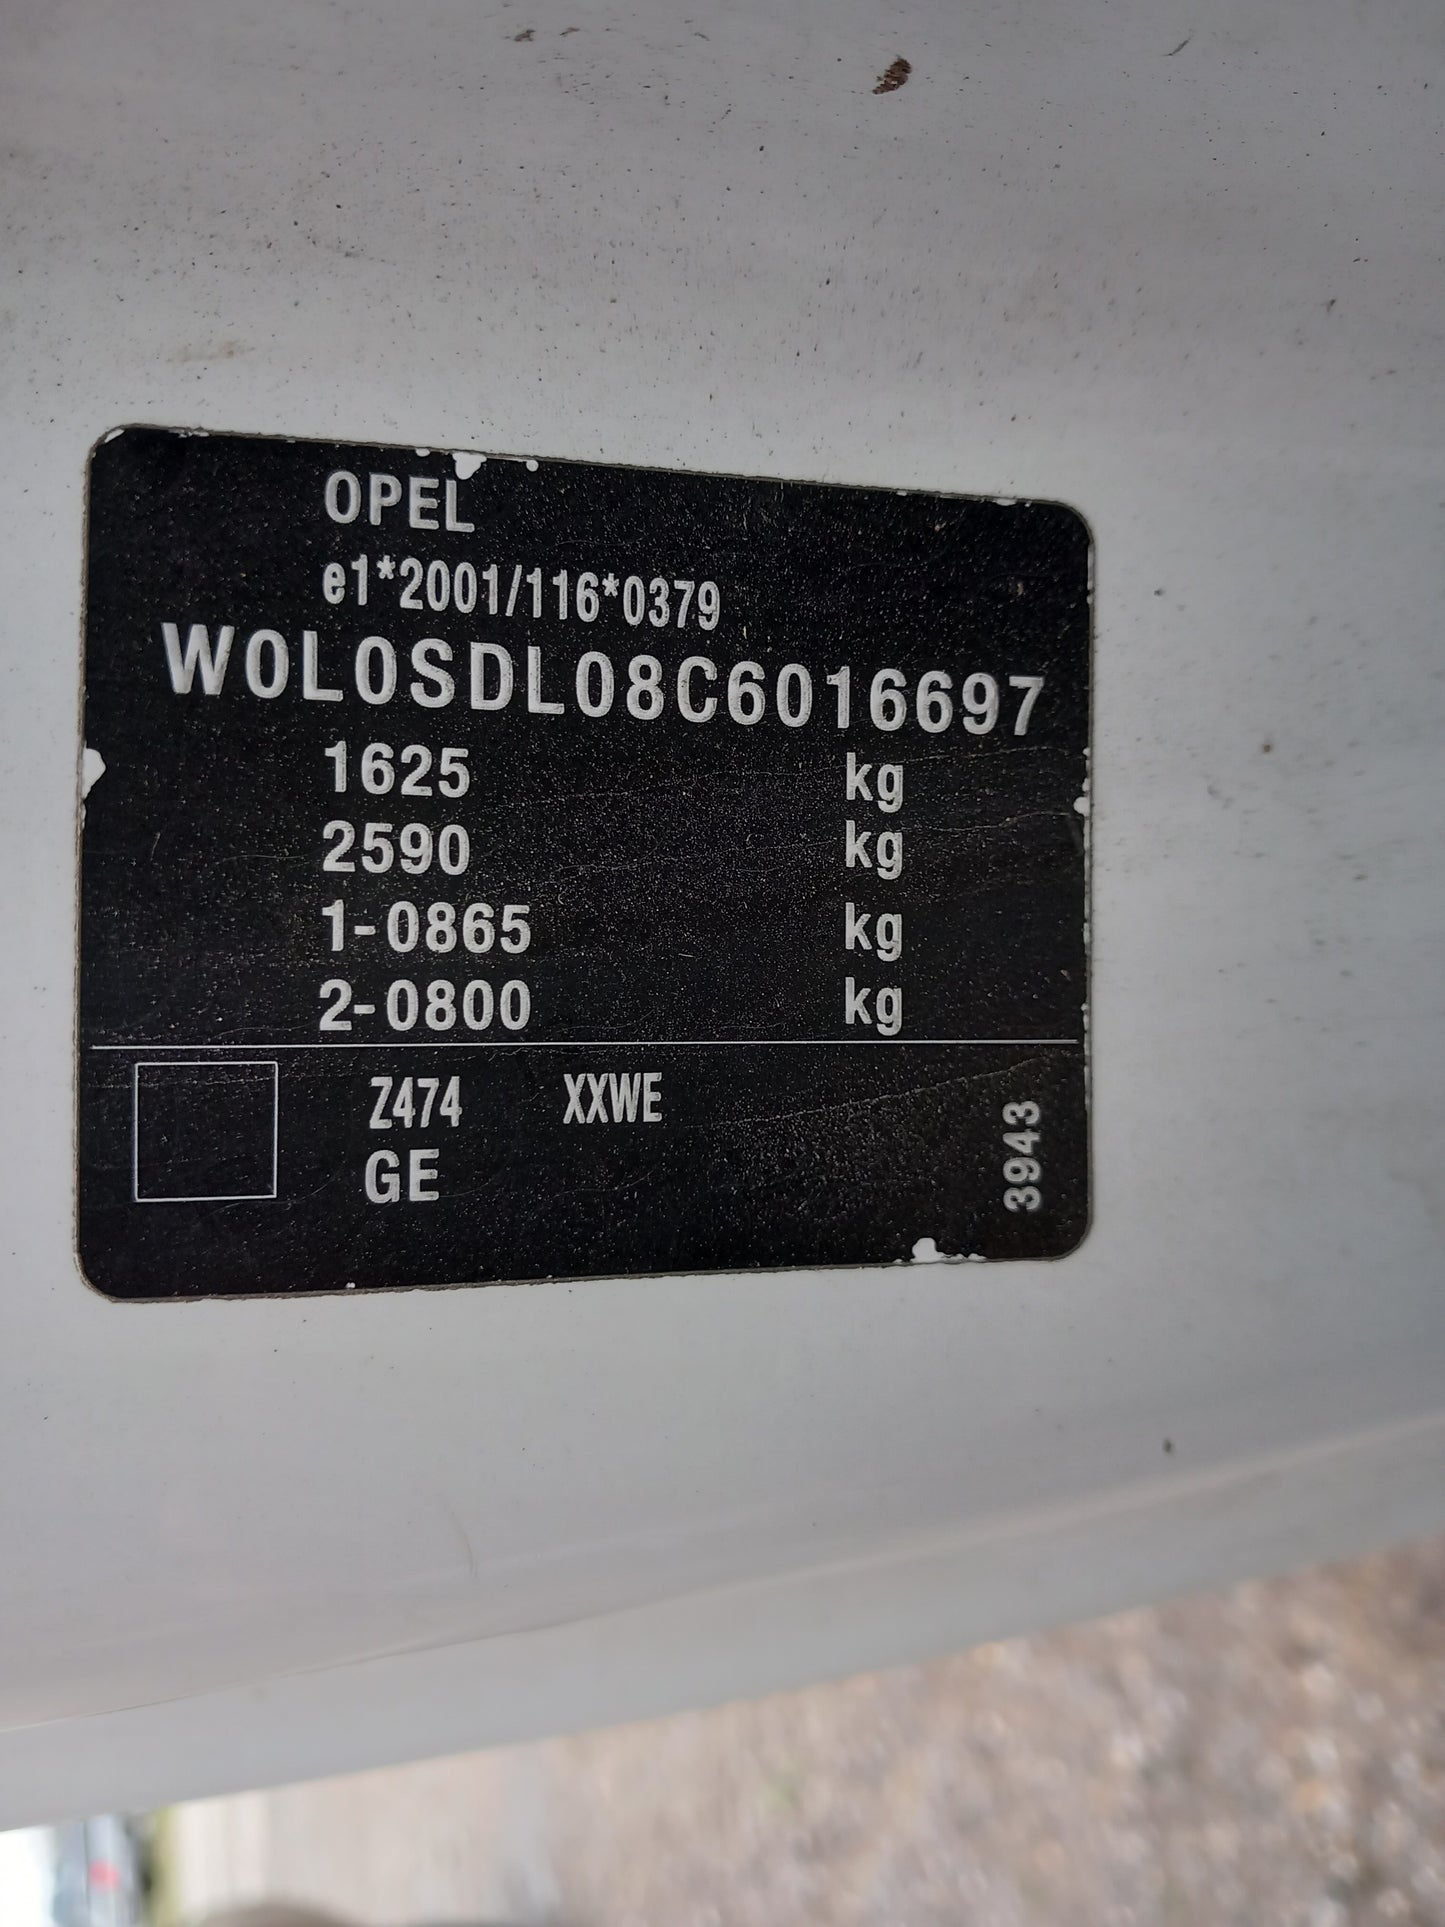 OPEL
e1*2001/116*0379
W0L0SDL08C6016697
1625 kg
2590 kg
1-0865 kg
2-0800 kg
Z474 XXWE
GE
3943